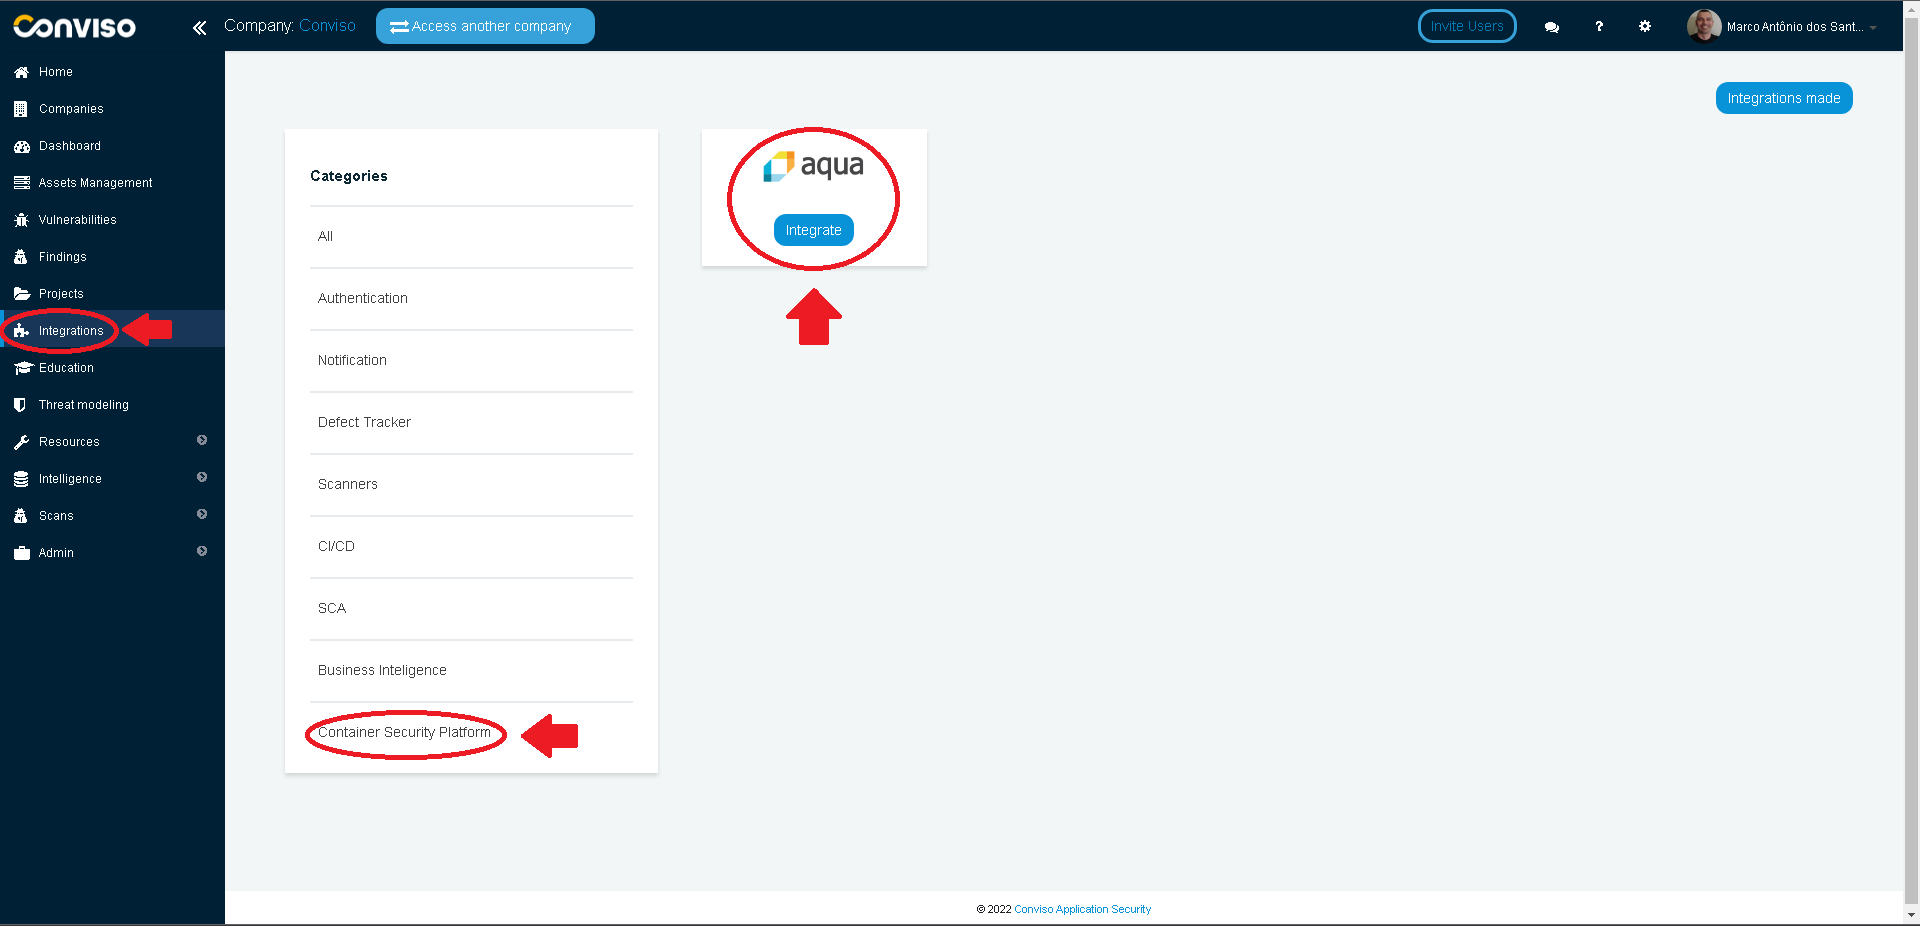 Conviso
Company: Conviso
Access another company
Invite Users
?
Marco Antônio dos Sant...
Home
Companies
Dashboard
Assets Management
Vulnerabilities
Findings
Projects
Integrations
Education
Threat modeling
Resources
Intelligence
Scans
Admin
Integrations made
Categories
All
Authentication
Notification
Defect Tracker
Scanners
CI/CD
SCA
Business Inteligence
Container Security Platform
aqua
Integrate
© 2022 Conviso Application Security